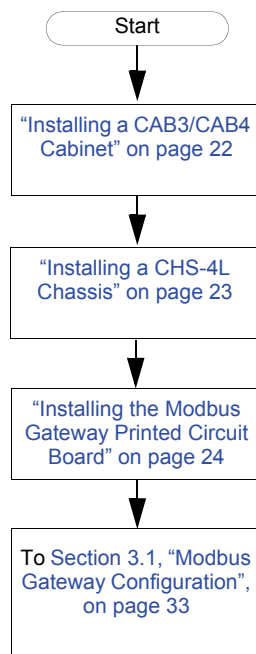 Start
“Installing a CAB3/CAB4
Cabinet” on page 22
“Installing a CHS-4L
Chassis” on page 23
“Installing the Modbus
Gateway Printed Circuit
Board” on page 24
To Section 3.1, “Modbus
Gateway Configuration”,
on page 33